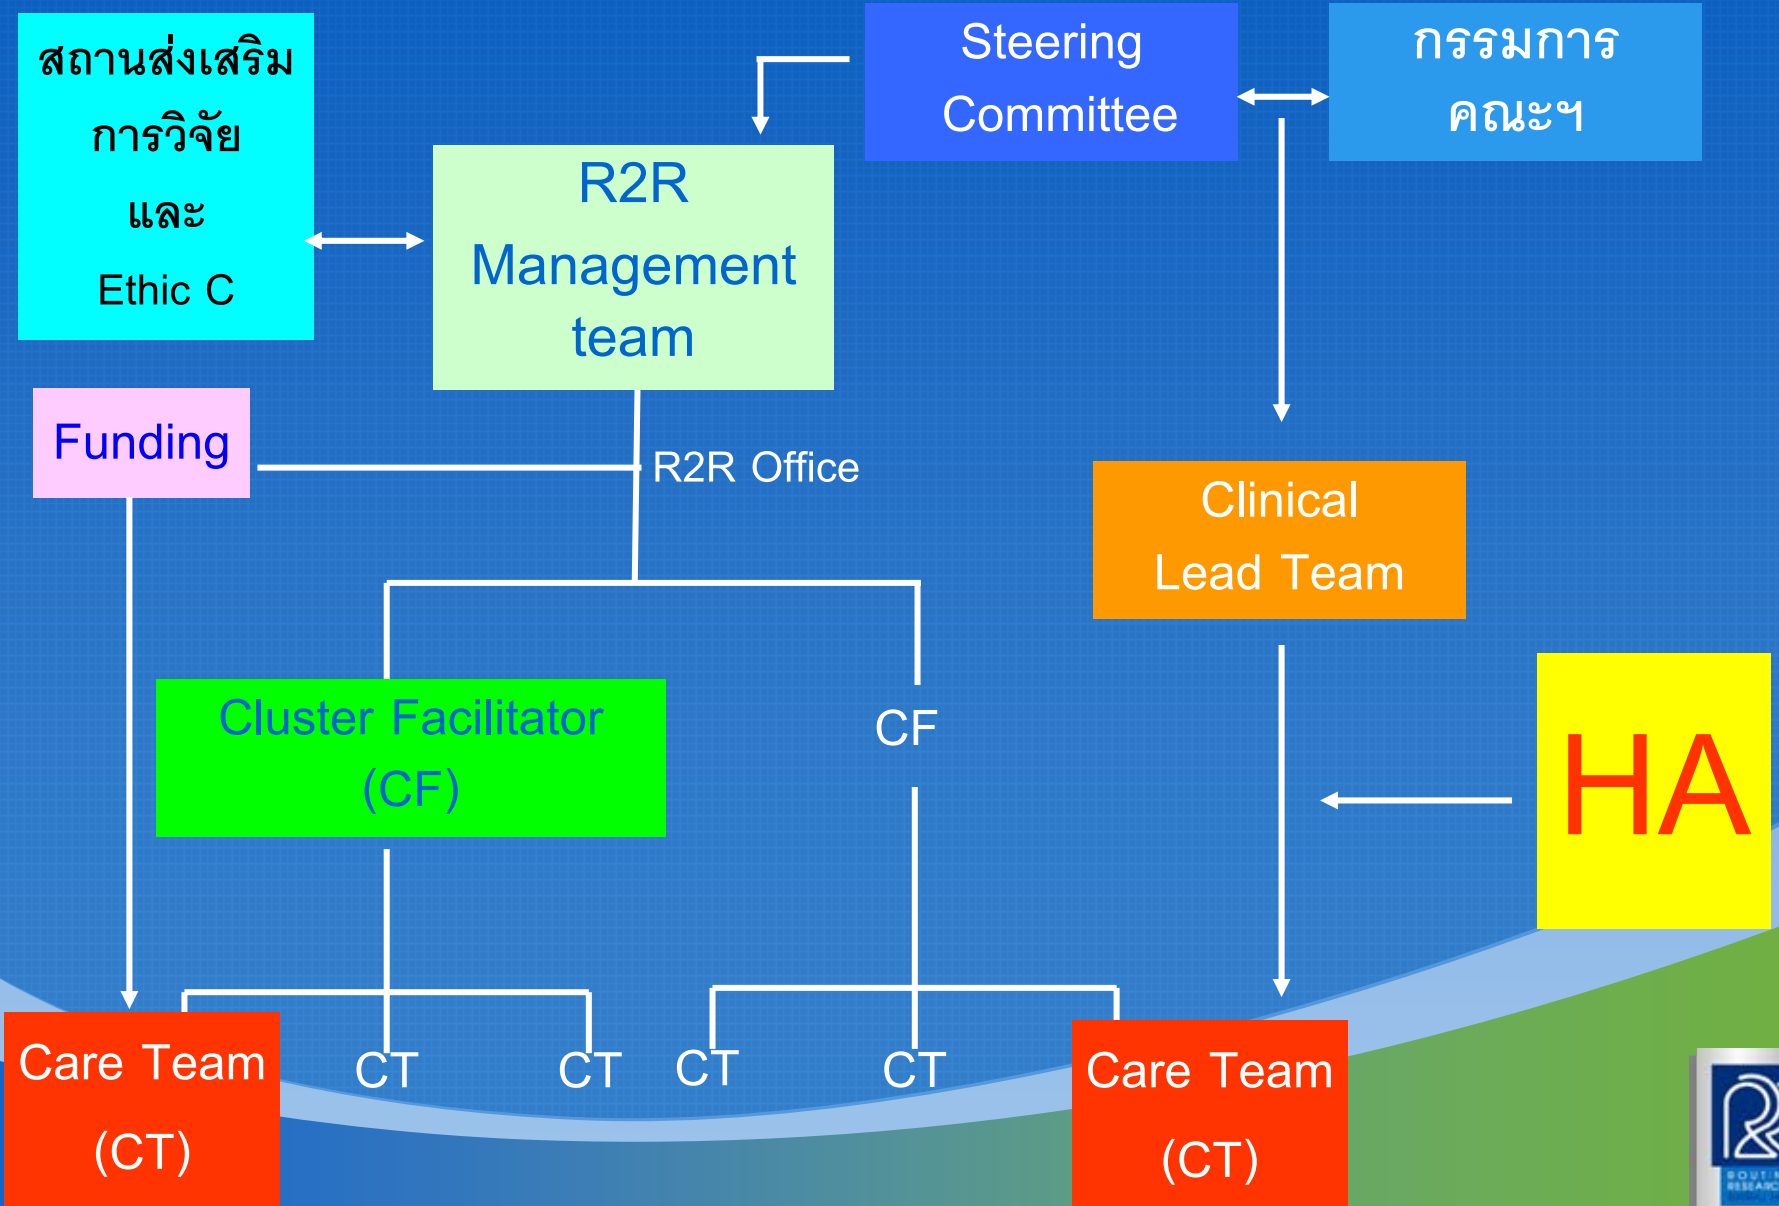 สถานส่งเสริม
การวิจัย
และ
Ethic C
Steering
Committee
กรรมการ
คณะฯ
R2R
Management
team
Funding
R2R Office
Clinical
Lead Team
Cluster Facilitator
(CF)
CF
HA
Care Team
(CT)
CT
CT
CT
CT
Care Team
(CT)